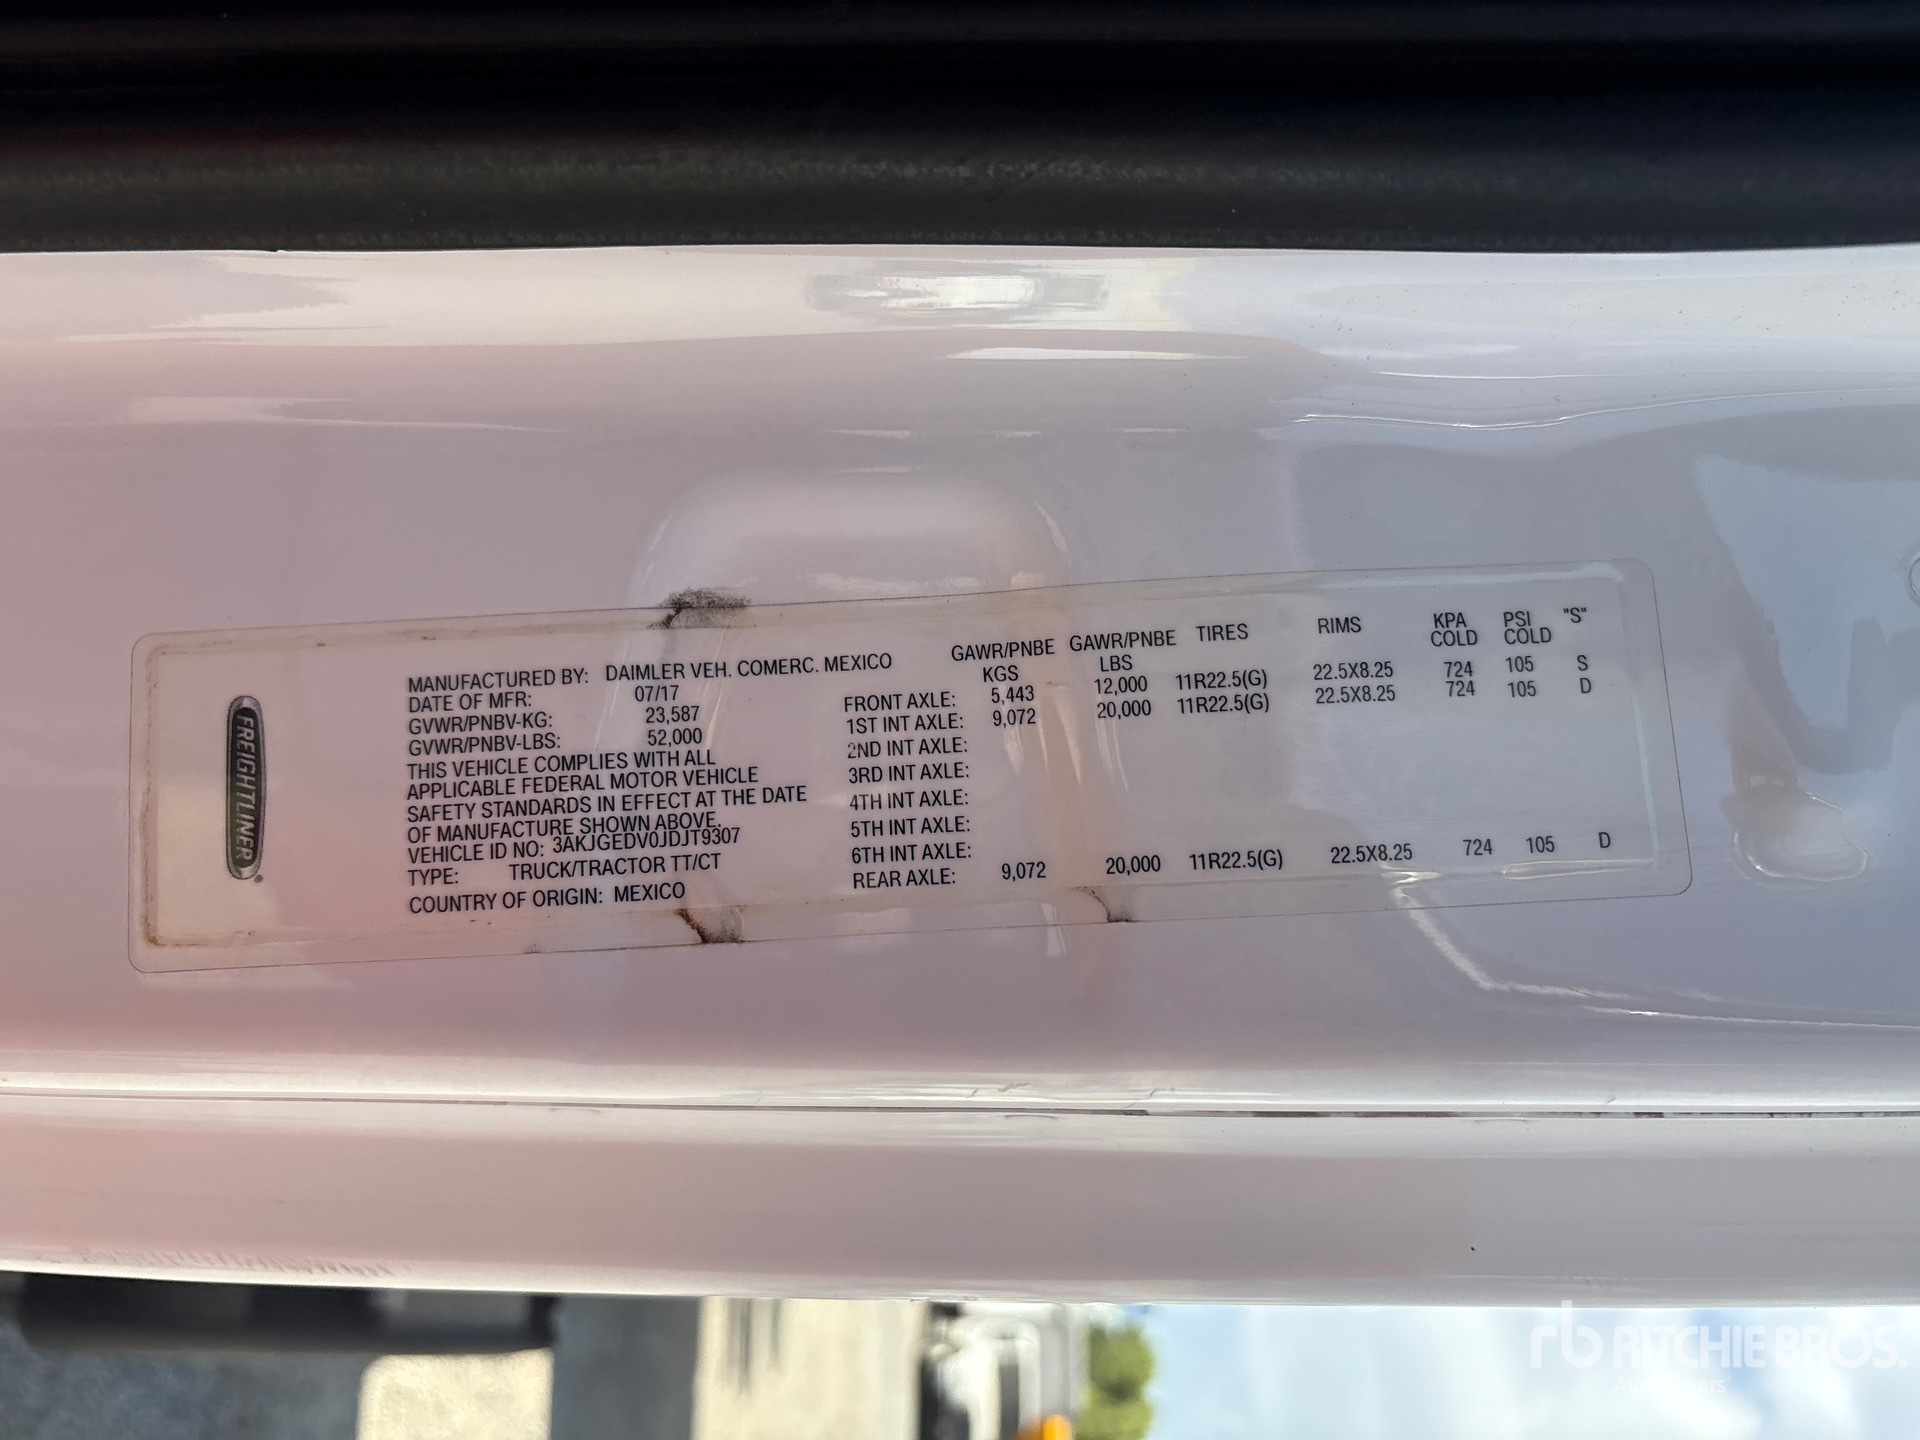 FREIGHTLINER®
MANUFACTURED BY: DAIMLER VEH. COMERC. MEXICO
DATE OF MFR: 07/17
GVWR/PNBV-KG: 23,587
GVWR/PNBV-LBS: 52,000
THIS VEHICLE COMPLIES WITH ALL
APPLICABLE FEDERAL MOTOR VEHICLE
SAFETY STANDARDS IN EFFECT AT THE DATE
OF MANUFACTURE SHOWN ABOVE.
VEHICLE ID NO: 3AKJGEDV0JDJT9307
TYPE: TRUCK/TRACTOR TT/CT
COUNTRY OF ORIGIN: MEXICO
GAWR/PNBE GAWR/PNBE TIRES RIMS KPA PSI "S"
KGS LBS COLD COLD
FRONT AXLE: 5,443 12,000 11R22.5(G) 22.5X8.25 724 105 S
1ST INT AXLE: 9,072 20,000 11R22.5(G) 22.5X8.25 724 105 D
2ND INT AXLE:
3RD INT AXLE:
4TH INT AXLE:
5TH INT AXLE:
6TH INT AXLE:
REAR AXLE: 9,072 20,000 11R22.5(G) 22.5X8.25 724 105 D
rb RITCHIE BROS.
Auctioneers